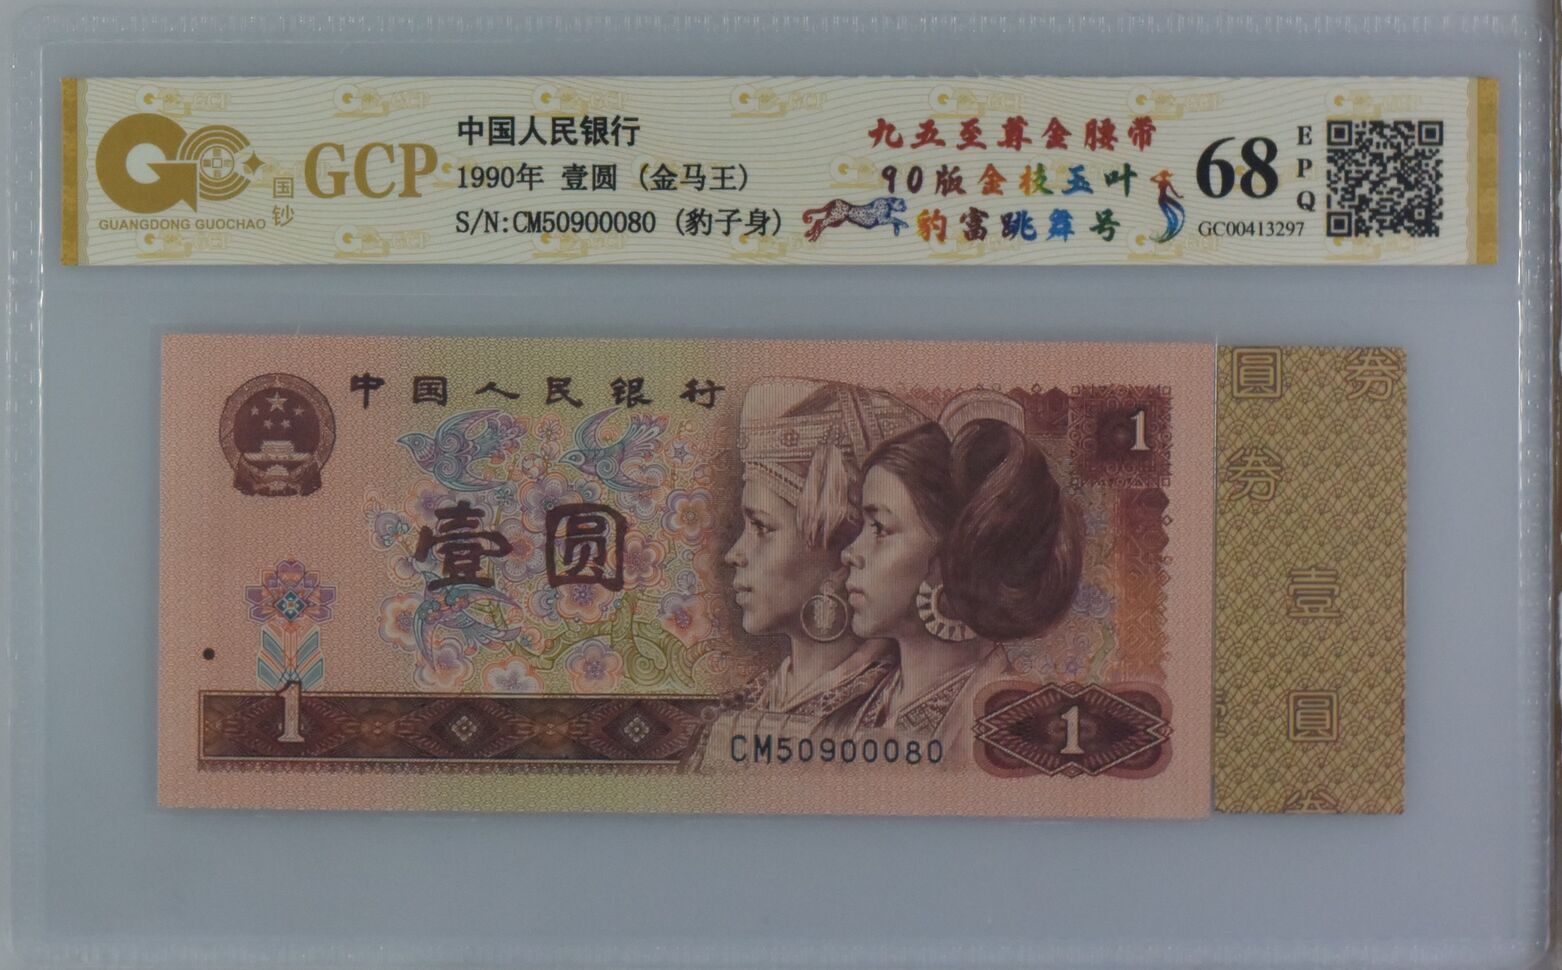 GCP
国钞
GUANGDONG GUOCHAO
中国人民银行
1990年 壹圆 (金马王)
S/N:CM50900080 (豹子身)
九五至尊金腰带
90版金枝玉叶
豹富跳舞号
68
EPQ
GC00413297
中国人民银行
1
壹圆
1
CM50900080
1
圓 券
券
壹
圓